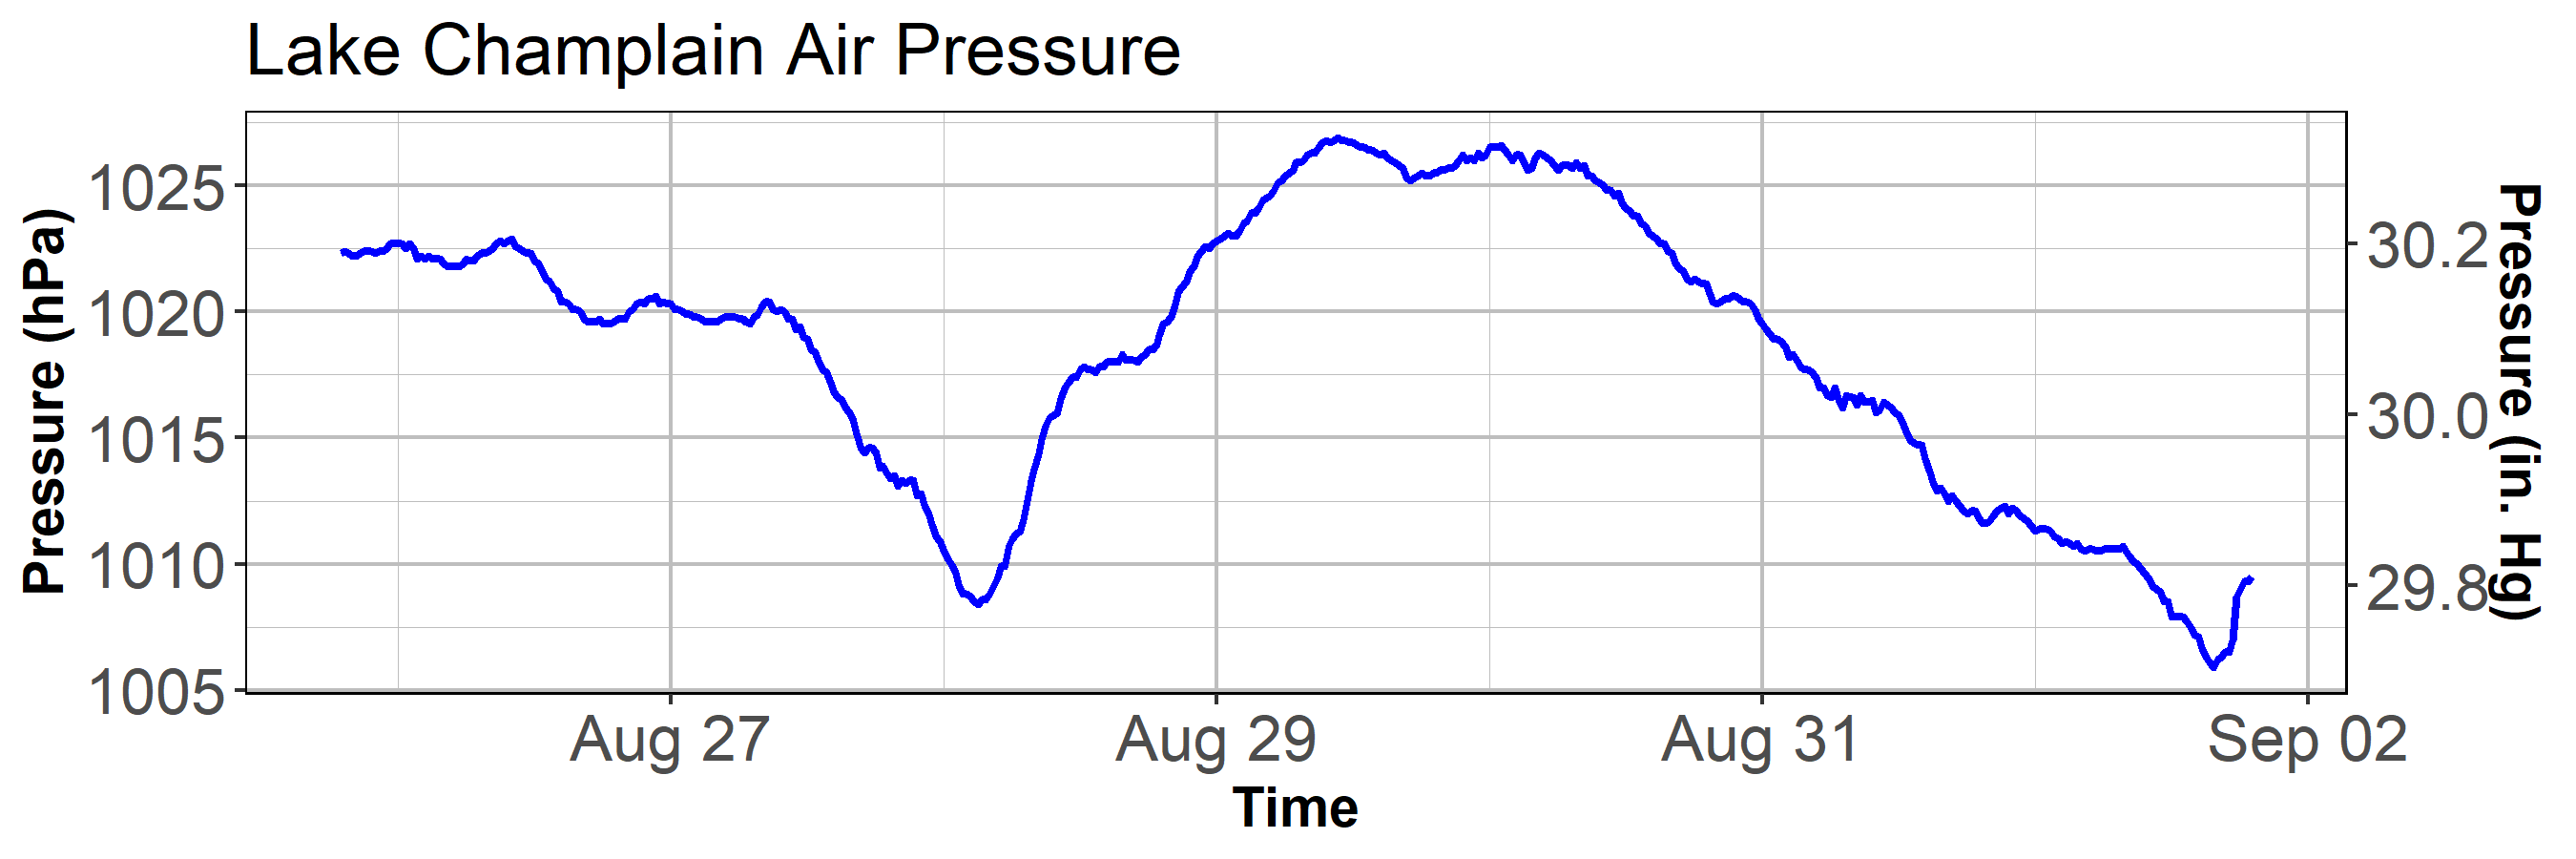 Lake Champlain Air Pressure
Pressure (hPa)
1025
1020
1015
1010
1005
30.2
30.0
29.8
Pressure (in. Hg)
Aug 27
Aug 29
Aug 31
Sep 02
Time